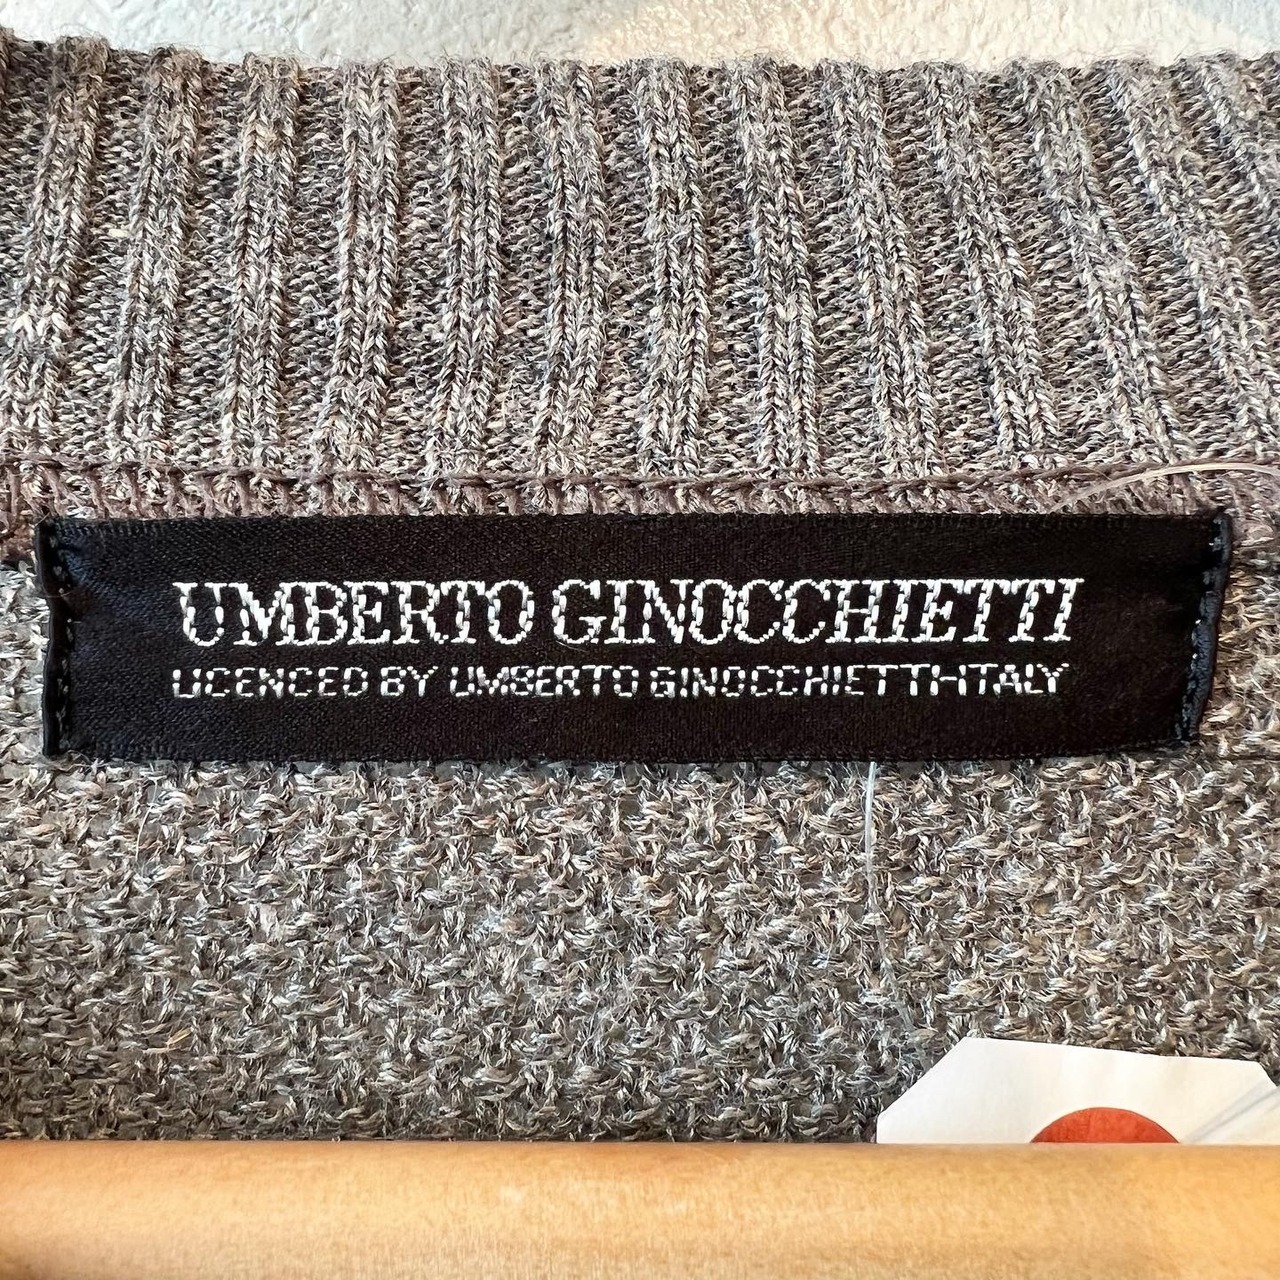 UMBERTO GINOCCHIETTI
LICENCED BY UMBERTO GINOCCHIETTI-ITALY